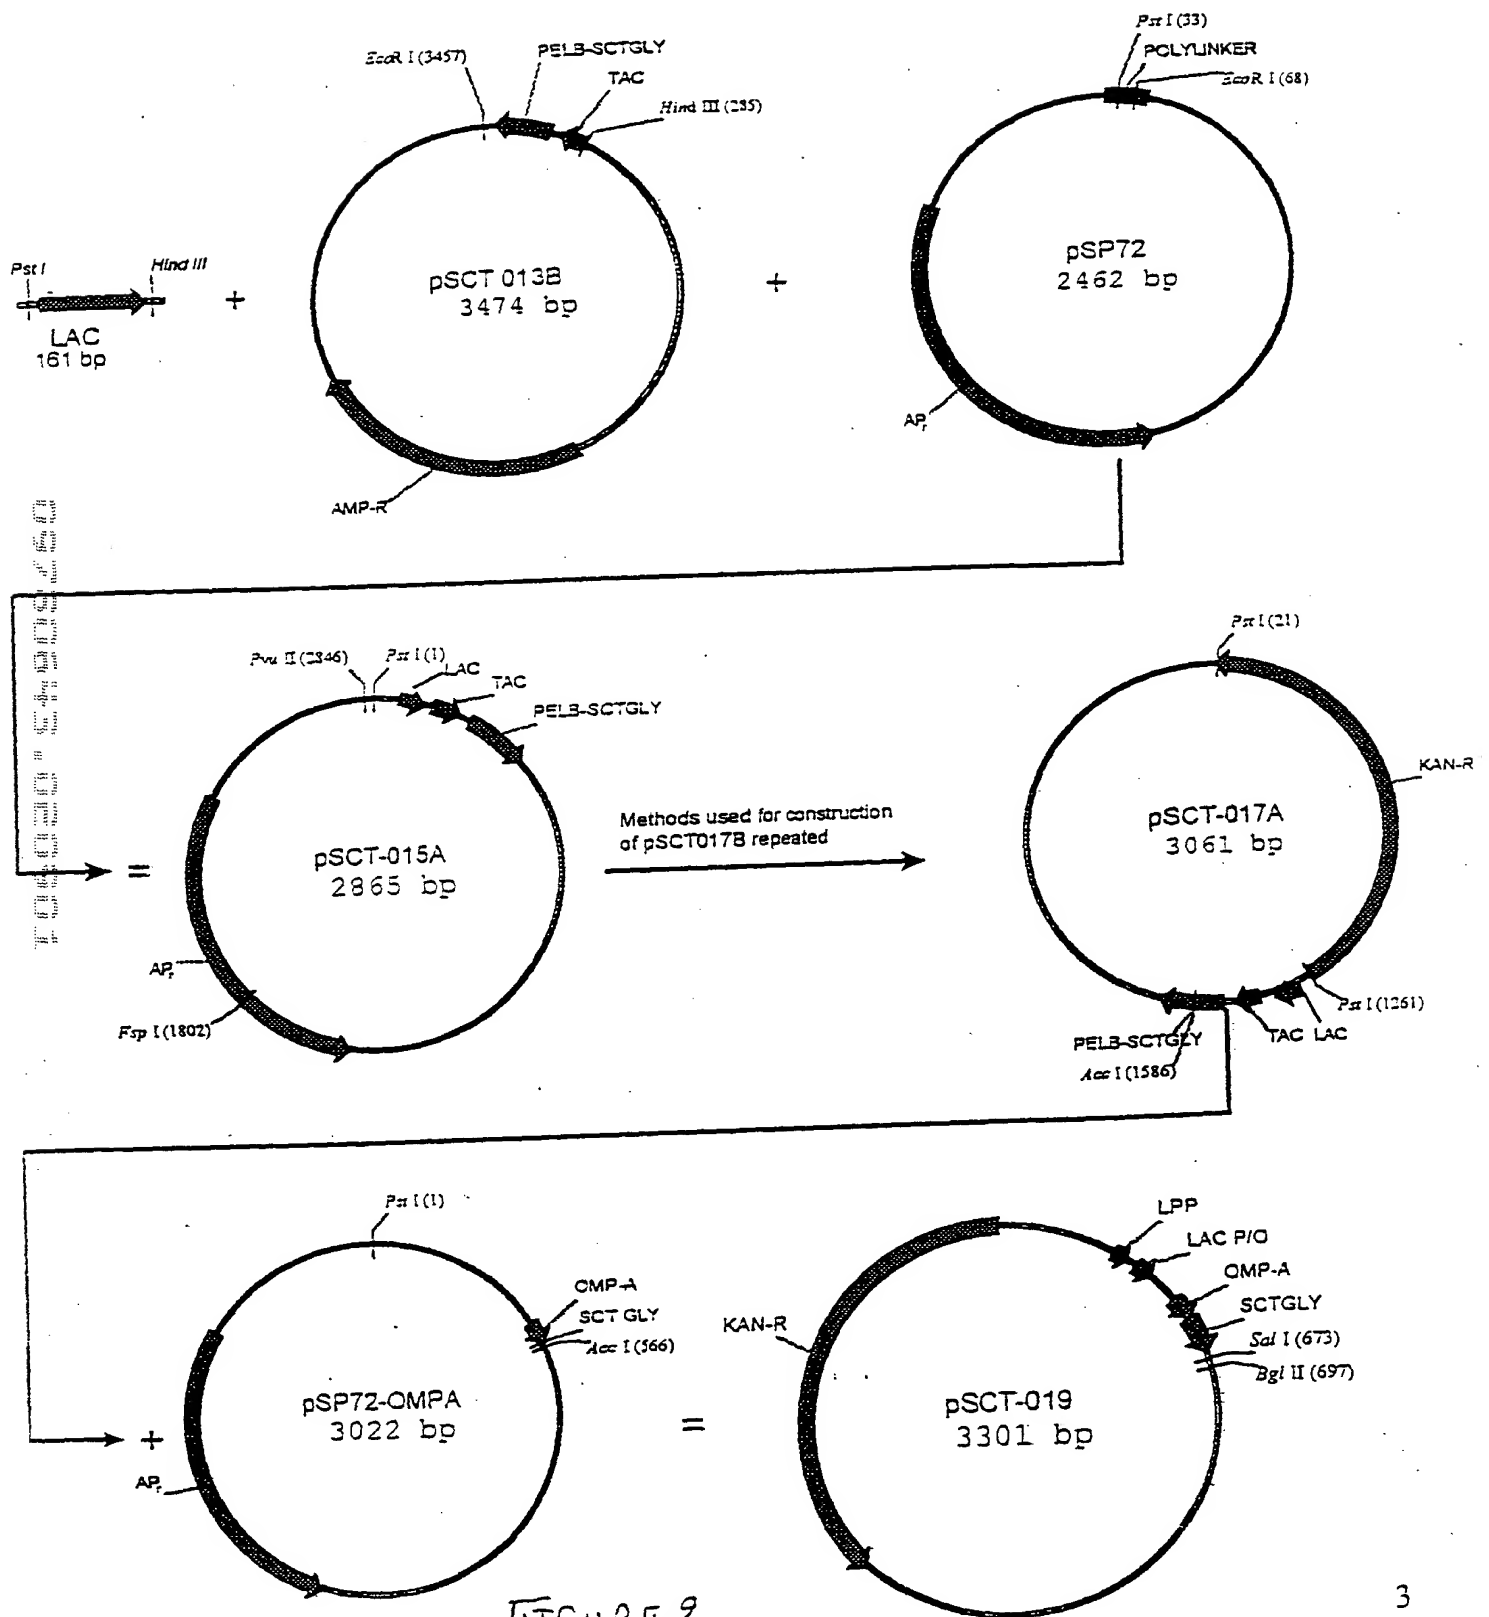 EcoR I (3457)
PELB-SCTGLY
TAC
Hind III (235)
Pst I (33)
POLYLINKER
EcoR I (68)
Pst I
Hind III
LAC
161 bp
+
pSCT 013B
3474 bp
+
pSP72
2462 bp
APr
AMP-R
Pvu II (2846)
Pst I (1)
LAC
TAC
PELB-SCTGLY
=
pSCT-015A
2865 bp
APr
Fsp I (1802)
Methods used for construction
of pSCT017B repeated
Pst I (21)
KAN-R
pSCT-017A
3061 bp
Pst I (1261)
TAC LAC
PELB-SCTGLY
Acc I (1586)
Pst I (1)
OMP-A
SCT GLY
Acc I (566)
+
pSP72-OMPA
3022 bp
APr
=
LPP
LAC P/O
OMP-A
SCTGLY
Sal I (673)
Bgl II (697)
KAN-R
pSCT-019
3301 bp
3